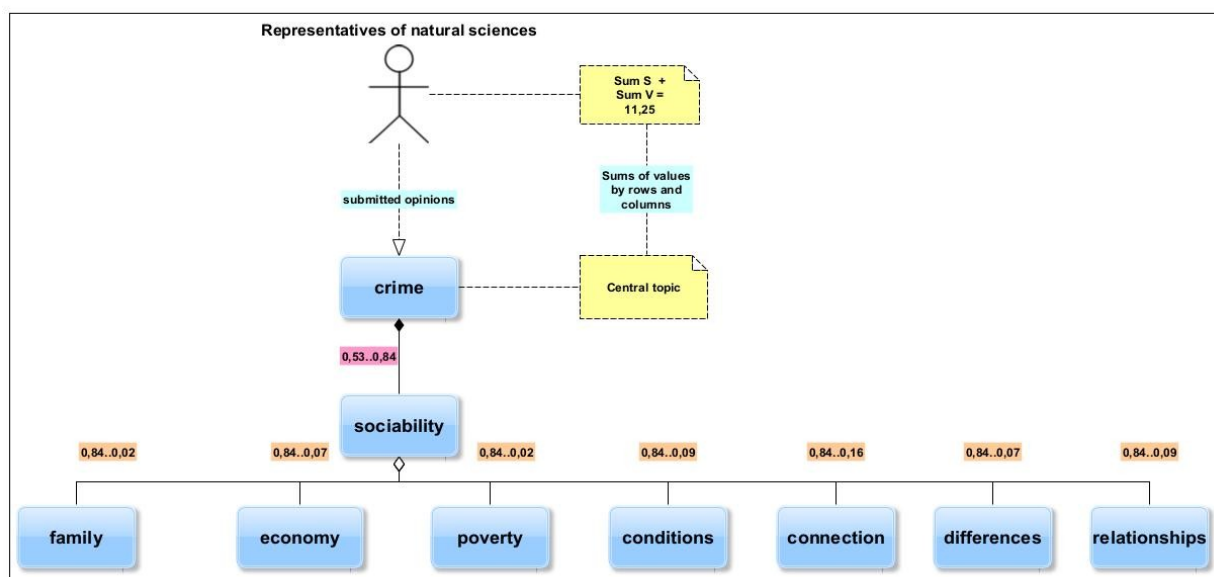 Representatives of natural sciences
Sum S +
Sum V =
11,25
submitted opinions
Sums of values
by rows and
columns
crime
Central topic
0,53..0,84
sociability
0,84..0,02
0,84..0,07
0,84..0,02
0,84..0,09
0,84..0,16
0,84..0,07
0,84..0,09
family
economy
poverty
conditions
connection
differences
relationships